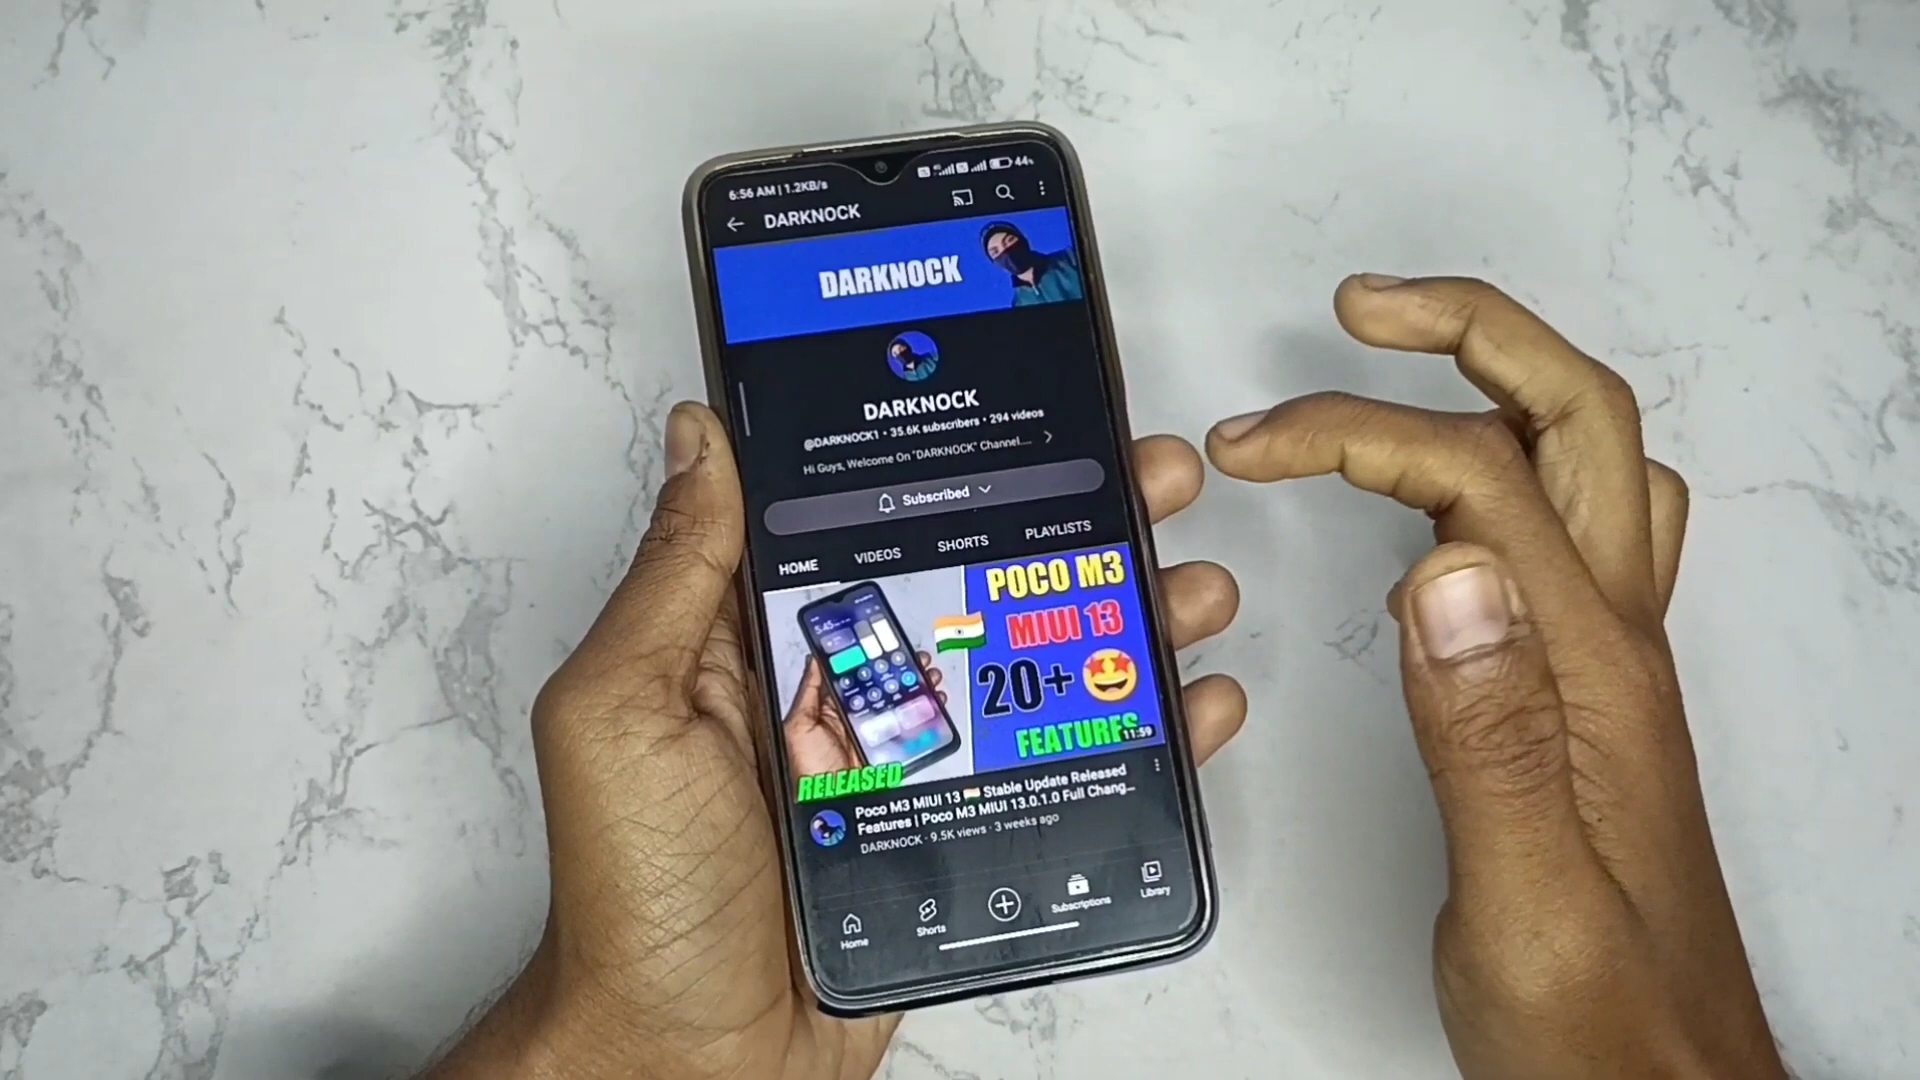 6:56 AM | 1.2KB/s
44%
DARKNOCK
DARKNOCK
DARKNOCK
@DARKNOCK1 • 35.6K subscribers • 294 videos
Hi Guys, Welcome On "DARKNOCK" Channel....
Subscribed
HOME VIDEOS SHORTS PLAYLISTS
POCO M3
MIUI 13
20+
FEATURES
11:59
RELEASED
Poco M3 MIUI 13 🇮🇳 Stable Update Released
Features | Poco M3 MIUI 13.0.1.0 Full Chang...
DARKNOCK · 9.5K views · 3 weeks ago
Home Shorts Subscriptions Library